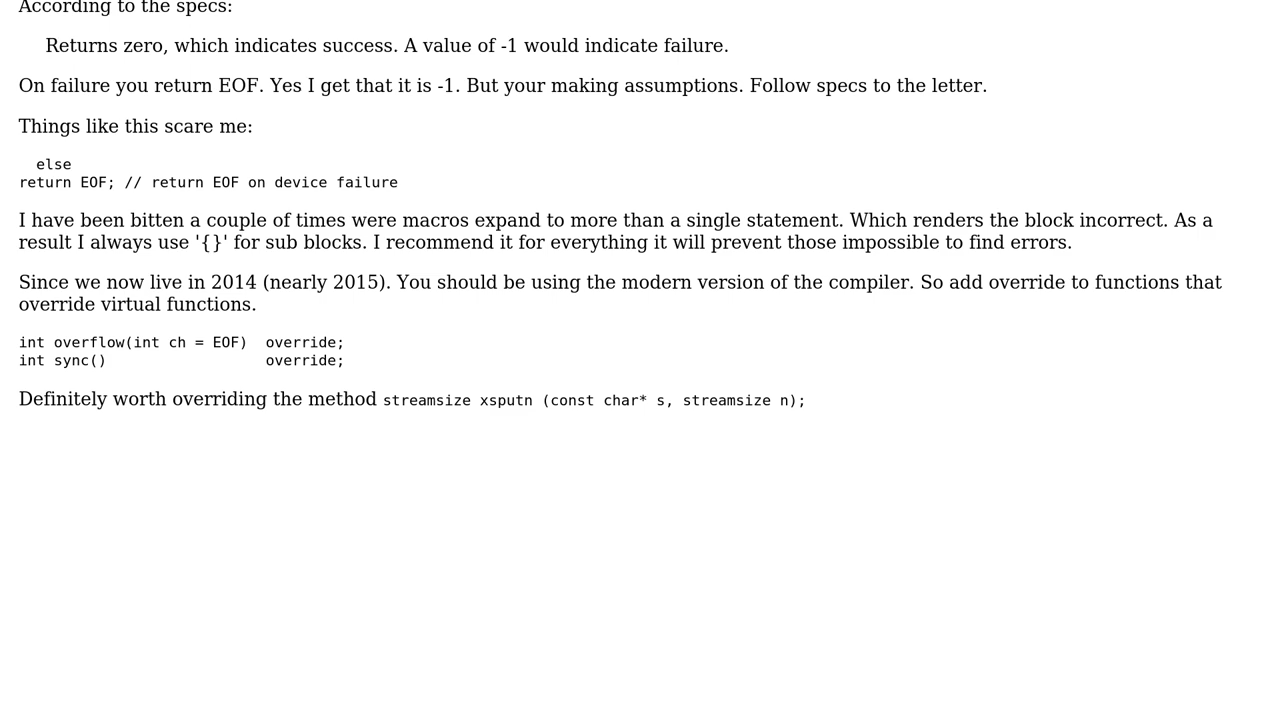 According to the specs:
Returns zero, which indicates success. A value of -1 would indicate failure.
On failure you return EOF. Yes I get that it is -1. But your making assumptions. Follow specs to the letter.
Things like this scare me:
else
return EOF; // return EOF on device failure
I have been bitten a couple of times were macros expand to more than a single statement. Which renders the block incorrect. As a
result I always use '{}' for sub blocks. I recommend it for everything it will prevent those impossible to find errors.
Since we now live in 2014 (nearly 2015). You should be using the modern version of the compiler. So add override to functions that
override virtual functions.
int overflow(int ch = EOF)  override;
int sync()                  override;
Definitely worth overriding the method streamsize xsputn (const char* s, streamsize n);